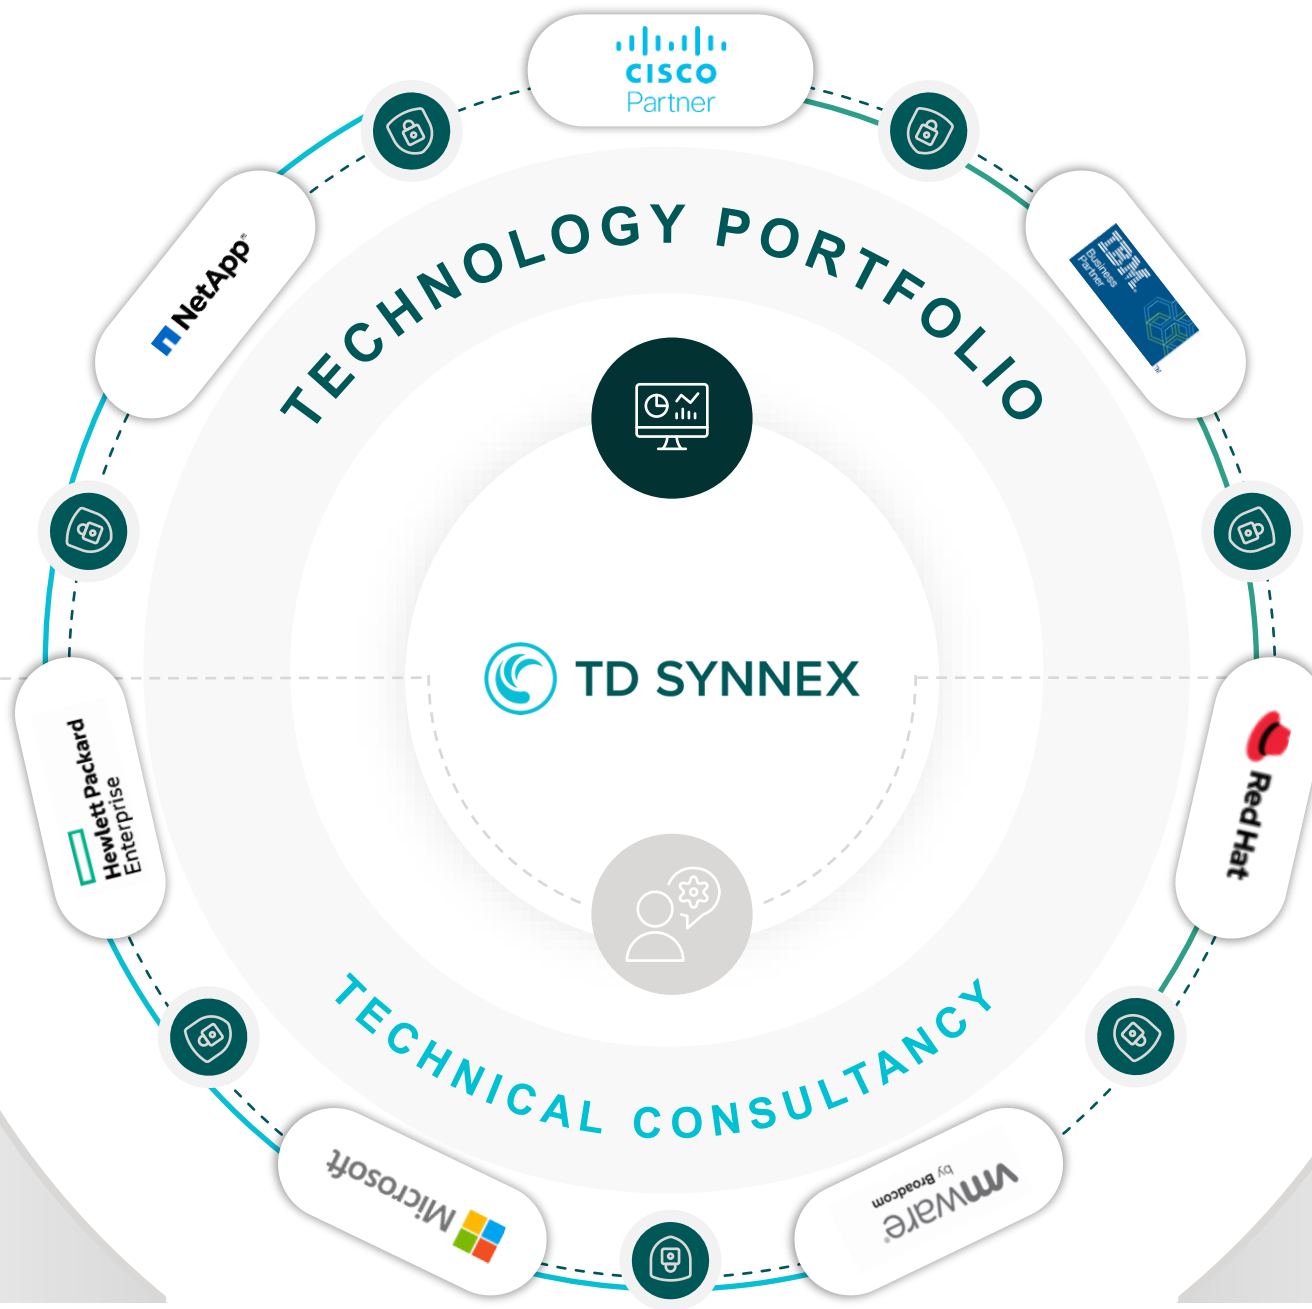 CISCO
Partner
TECHNOLOGY PORTFOLIO
NetApp®
IBM®
Business
Partner
TM
TD SYNNEX
Hewlett Packard
Enterprise
Red Hat
TECHNICAL CONSULTANCY
Microsoft
vmware®
by Broadcom